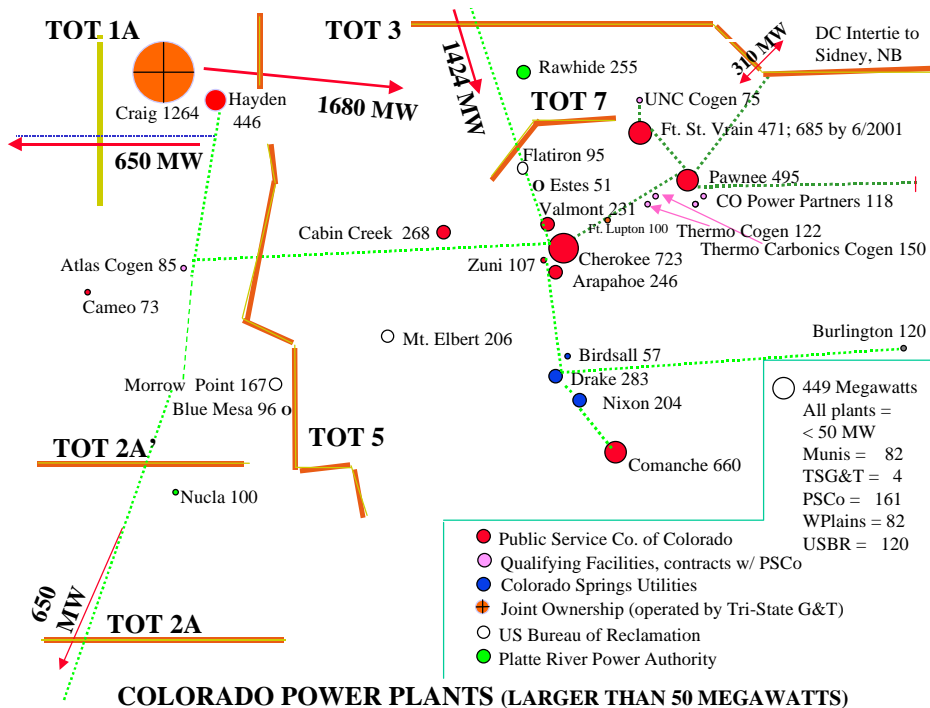 TOT 1A
TOT 3
DC Intertie to
Sidney, NB
310 MW
1424 MW
Craig 1264
Hayden
446
1680 MW
Rawhide 255
TOT 7
UNC Cogen 75
Ft. St. Vrain 471; 685 by 6/2001
650 MW
Flatiron 95
Pawnee 495
o Estes 51
CO Power Partners 118
Valmont 231
Ft. Lupton 100
Thermo Cogen 122
Thermo Carbonics Cogen 150
Cabin Creek 268
Cherokee 723
Zuni 107
Arapahoe 246
Atlas Cogen 85
Cameo 73
Mt. Elbert 206
Burlington 120
Birdsall 57
Drake 283
Nixon 204
Morrow Point 167
Blue Mesa 96 o
TOT 5
Comanche 660
TOT 2A’
Nucla 100
650
MW
TOT 2A
449 Megawatts
All plants =
< 50 MW
Munis = 82
TSG&T = 4
PSCo = 161
WPlains = 82
USBR = 120
Public Service Co. of Colorado
Qualifying Facilities, contracts w/ PSCo
Colorado Springs Utilities
Joint Ownership (operated by Tri-State G&T)
US Bureau of Reclamation
Platte River Power Authority
COLORADO POWER PLANTS (LARGER THAN 50 MEGAWATTS)